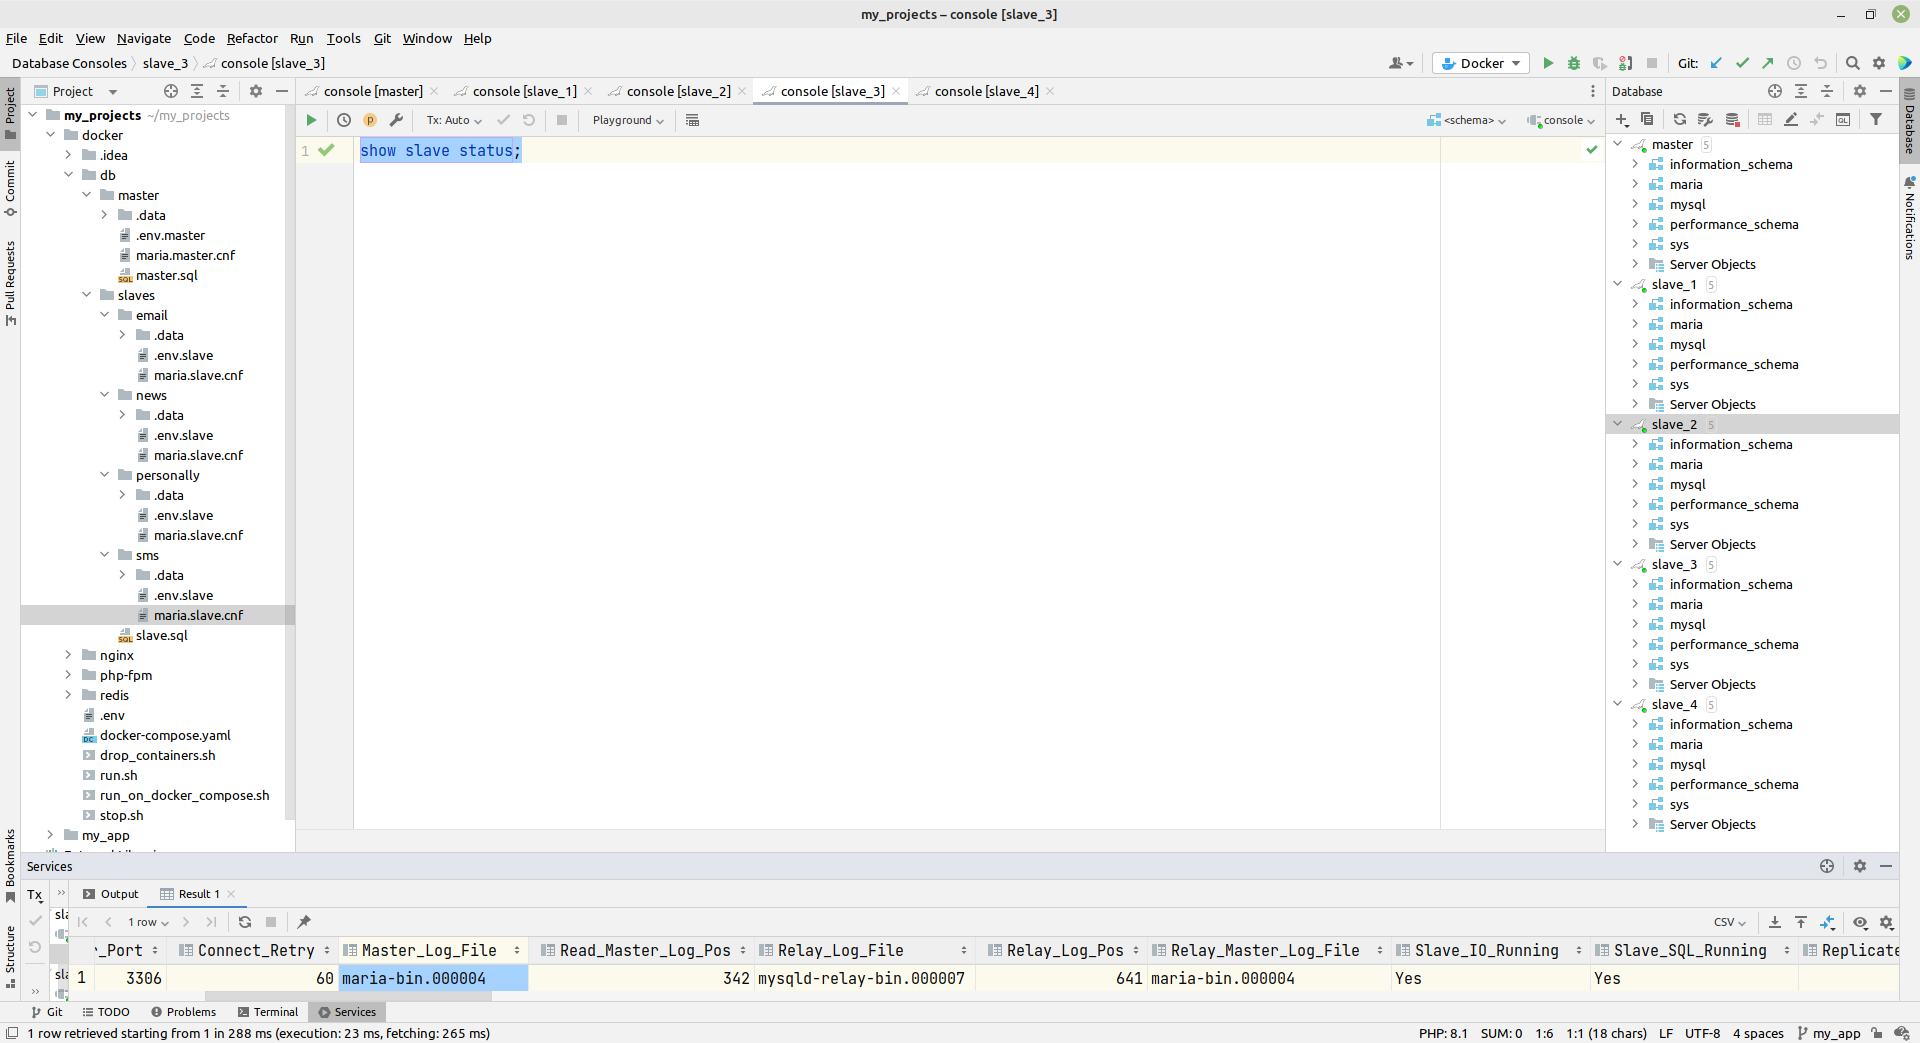 my_projects – console [slave_3]
File Edit View Navigate Code Refactor Run Tools Git Window Help
Database Consoles slave_3 console [slave_3]
Docker Git:
Project
console [master] console [slave_1] console [slave_2] console [slave_3] console [slave_4]
Database
Tx: Auto Playground <schema> console
1 show slave status;
Project
Commit
Pull Requests
Bookmarks
Structure
my_projects ~/my_projects
docker
.idea
db
master
.data
.env.master
maria.master.cnf
master.sql
slaves
email
.data
.env.slave
maria.slave.cnf
news
.data
.env.slave
maria.slave.cnf
personally
.data
.env.slave
maria.slave.cnf
sms
.data
.env.slave
maria.slave.cnf
slave.sql
nginx
php-fpm
redis
.env
docker-compose.yaml
drop_containers.sh
run.sh
run_on_docker_compose.sh
stop.sh
my_app
master 5
information_schema
maria
mysql
performance_schema
sys
Server Objects
slave_1 5
information_schema
maria
mysql
performance_schema
sys
Server Objects
slave_2 5
information_schema
maria
mysql
performance_schema
sys
Server Objects
slave_3 5
information_schema
maria
mysql
performance_schema
sys
Server Objects
slave_4 5
information_schema
maria
mysql
performance_schema
sys
Server Objects
Database
Notifications
Services
Tx Output Result 1
1 row CSV
_Port Connect_Retry Master_Log_File Read_Master_Log_Pos Relay_Log_File Relay_Log_Pos Relay_Master_Log_File Slave_IO_Running Slave_SQL_Running Replicate
1 3306 60 maria-bin.000004 342 mysqld-relay-bin.000007 641 maria-bin.000004 Yes Yes
Git TODO Problems Terminal Services
1 row retrieved starting from 1 in 288 ms (execution: 23 ms, fetching: 265 ms) PHP: 8.1 SUM: 0 1:6 1:1 (18 chars) LF UTF-8 4 spaces my_app